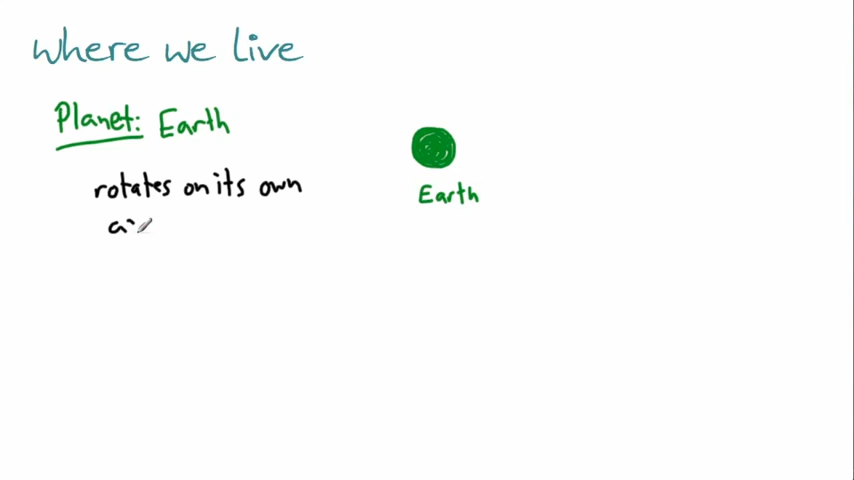 where we live
Planet: Earth
rotates on its own
a
Earth